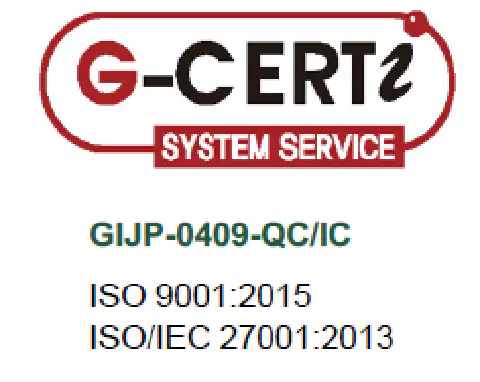 G-CERTi
SYSTEM SERVICE
GIJP-0409-QC/IC
ISO 9001:2015
ISO/IEC 27001:2013